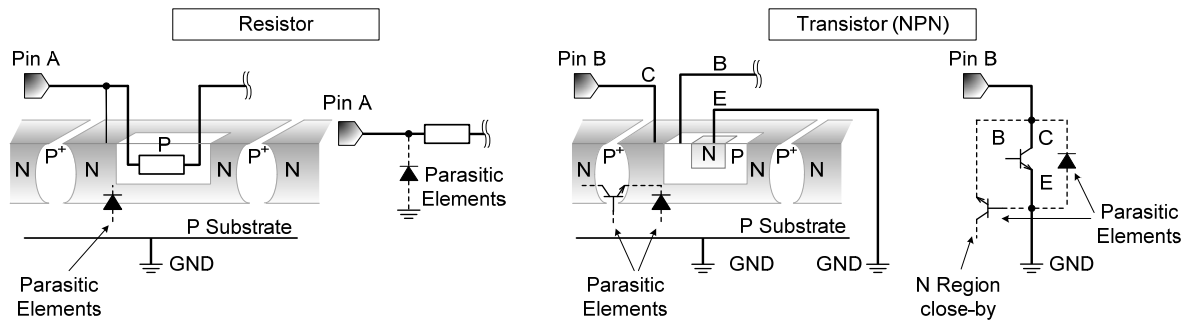 Resistor
Pin A
P
N
P+
N
P+
N
N
Parasitic
Elements
P Substrate
GND
Pin A
Parasitic
Elements
Transistor (NPN)
Pin B
C
B
E
N
P+
N
N
P
P+
N
P Substrate
Parasitic
Elements
GND
GND
Pin B
B
C
E
Parasitic
Elements
GND
N Region
close-by